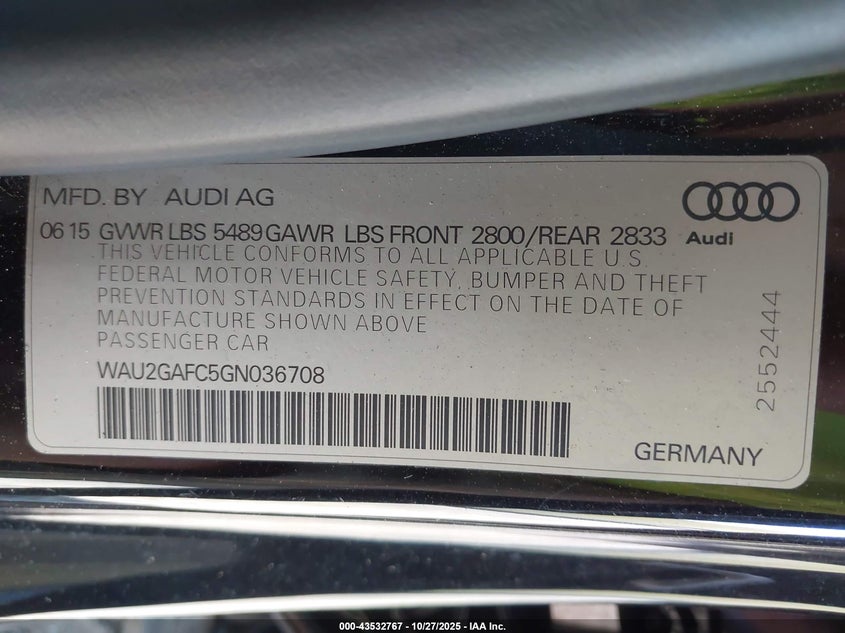 MFD. BY AUDI AG
Audi
06 15 GVWR LBS 5489 GAWR LBS FRONT 2800/REAR 2833
THIS VEHICLE CONFORMS TO ALL APPLICABLE U.S.
FEDERAL MOTOR VEHICLE SAFETY, BUMPER AND THEFT
PREVENTION STANDARDS IN EFFECT ON THE DATE OF
MANUFACTURE SHOWN ABOVE
PASSENGER CAR
WAU2GAFC5GN036708
2552444
GERMANY
000-43532767 - 10/27/2025 - IAA Inc.